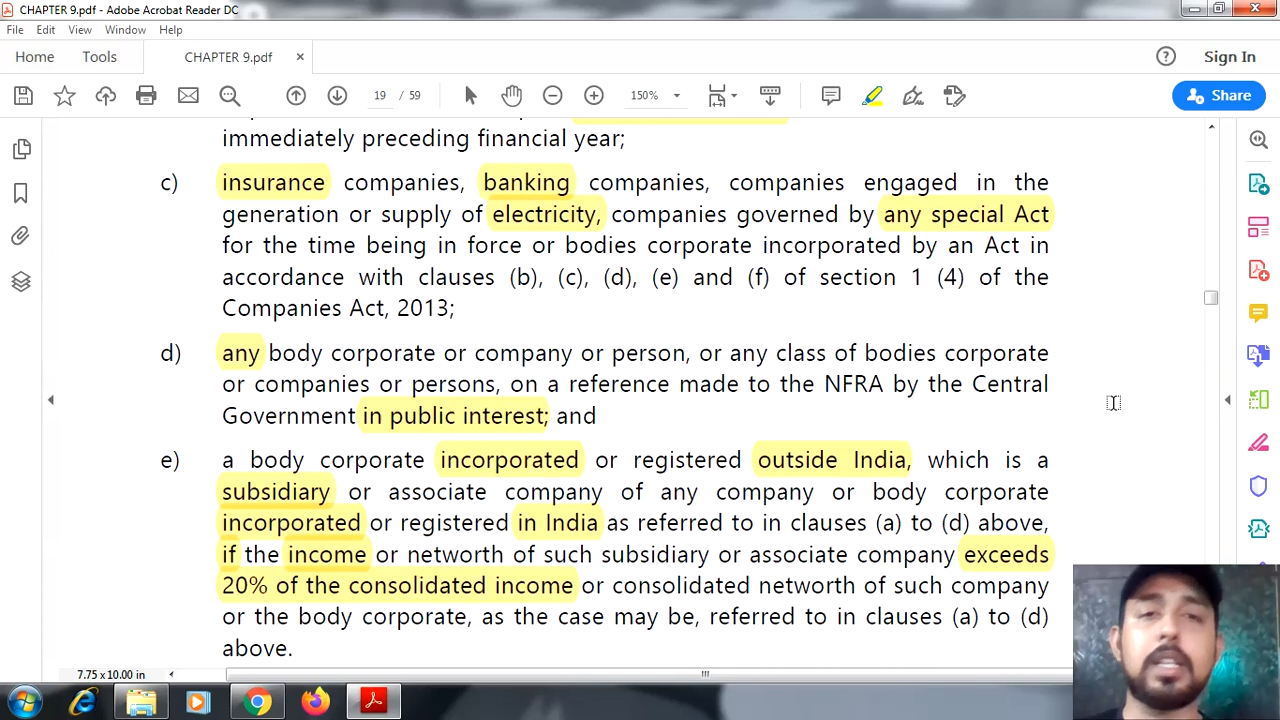 CHAPTER 9.pdf - Adobe Acrobat Reader DC
File Edit View Window Help
Home Tools CHAPTER 9.pdf × Sign In
19 / 59 150% Share
immediately preceding financial year;
c) insurance companies, banking companies, companies engaged in the
generation or supply of electricity, companies governed by any special Act
for the time being in force or bodies corporate incorporated by an Act in
accordance with clauses (b), (c), (d), (e) and (f) of section 1 (4) of the
Companies Act, 2013;
d) any body corporate or company or person, or any class of bodies corporate
or companies or persons, on a reference made to the NFRA by the Central
Government in public interest; and
e) a body corporate incorporated or registered outside India, which is a
subsidiary or associate company of any company or body corporate
incorporated or registered in India as referred to in clauses (a) to (d) above,
if the income or networth of such subsidiary or associate company exceeds
20% of the consolidated income or consolidated networth of such company
or the body corporate, as the case may be, referred to in clauses (a) to (d)
above.
7.75 x 10.00 in